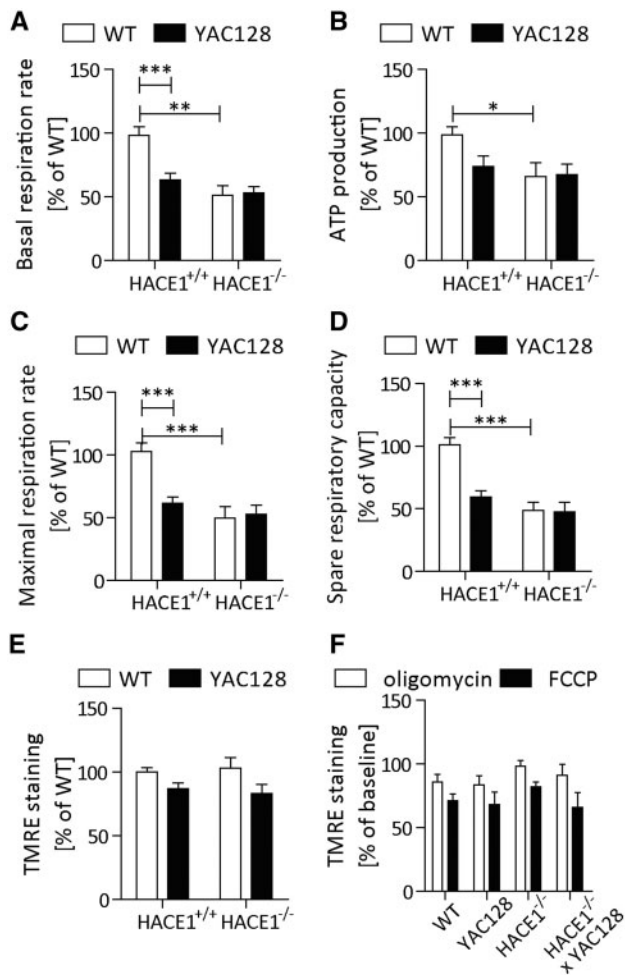 A
WT YAC128
Basal respiration rate
[% of WT]
150
100
50
0
***
**
HACE1+/+ HACE1-/-
B
WT YAC128
ATP production
[% of WT]
150
100
50
0
*
HACE1+/+ HACE1-/-
C
WT YAC128
Maximal respiration rate
[% of WT]
150
100
50
0
***
***
HACE1+/+ HACE1-/-
D
WT YAC128
Spare respiratory capacity
[% of WT]
150
100
50
0
***
***
HACE1+/+ HACE1-/-
E
WT YAC128
TMRE staining
[% of WT]
150
100
50
0
HACE1+/+ HACE1-/-
F
oligomycin FCCP
TMRE staining
[% of baseline]
150
100
50
0
WT
YAC128
HACE1-/-
HACE1-/-
x YAC128